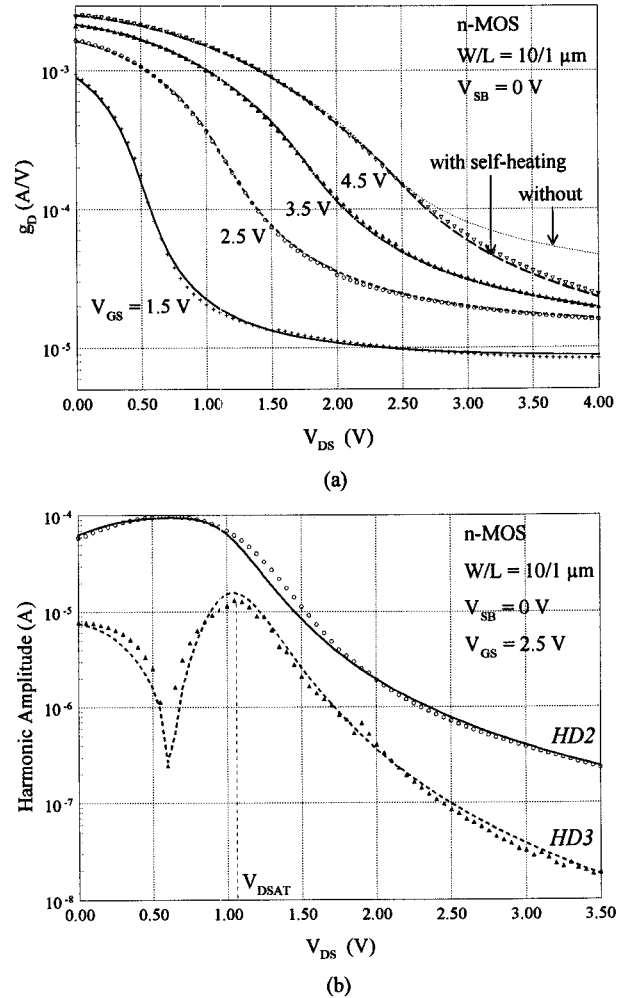 n-MOS
W/L = 10/1 μm
V_SB = 0 V
with self-heating
without
4.5 V
3.5 V
2.5 V
V_GS = 1.5 V
g_D (A/V)
10⁻³
10⁻⁴
10⁻⁵
0.00 0.50 1.00 1.50 2.00 2.50 3.00 3.50 4.00
V_DS (V)
(a)
n-MOS
W/L = 10/1 μm
V_SB = 0 V
V_GS = 2.5 V
HD2
HD3
V_DSAT
Harmonic Amplitude (A)
10⁻⁴
10⁻⁵
10⁻⁶
10⁻⁷
10⁻⁸
0.00 0.50 1.00 1.50 2.00 2.50 3.00 3.50
V_DS (V)
(b)